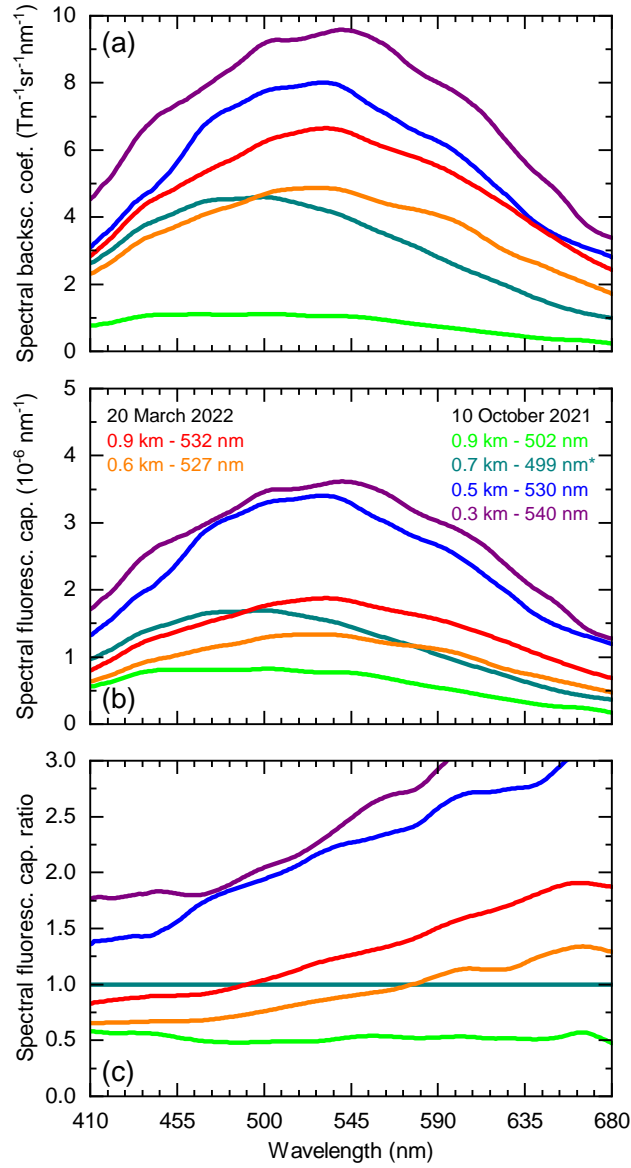 (a)
Spectral backsc. coef. (Tm⁻¹sr⁻¹nm⁻¹)
10
8
6
4
2
0
5
4
3
2
1
0
Spectral fluoresc. cap. (10⁻⁶ nm⁻¹)
20 March 2022
0.9 km - 532 nm
0.6 km - 527 nm
10 October 2021
0.9 km - 502 nm
0.7 km - 499 nm*
0.5 km - 530 nm
0.3 km - 540 nm
(b)
Spectral fluoresc. cap. ratio
3.0
2.5
2.0
1.5
1.0
0.5
0.0
(c)
410 455 500 545 590 635 680
Wavelength (nm)